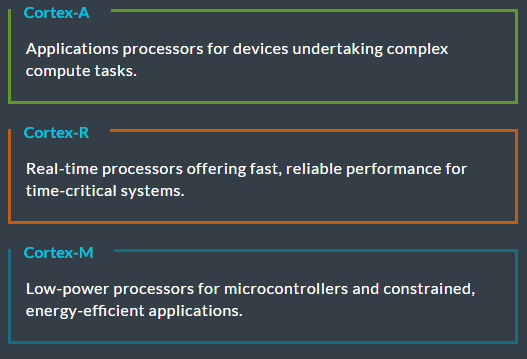 Cortex-A
Applications processors for devices undertaking complex
compute tasks.
Cortex-R
Real-time processors offering fast, reliable performance for
time-critical systems.
Cortex-M
Low-power processors for microcontrollers and constrained,
energy-efficient applications.